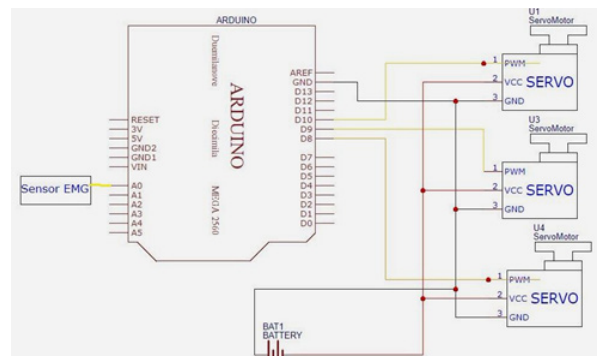 ARDUINO
Duemilanove
Diecimila
MEGA 2560
ARDUINO
RESET
3V
5V
GND2
GND1
VIN
A0
A1
A2
A3
A4
A5
AREF
GND
D13
D12
D11
D10
D9
D8
D7
D6
D5
D4
D3
D2
D1
D0
Sensor EMG
U1
ServoMotor
1 PWM
2 VCC SERVO
3 GND
U3
ServoMotor
1 PWM
2 VCC SERVO
3 GND
U4
ServoMotor
1 PWM
2 VCC SERVO
3 GND
BAT1
BATTERY